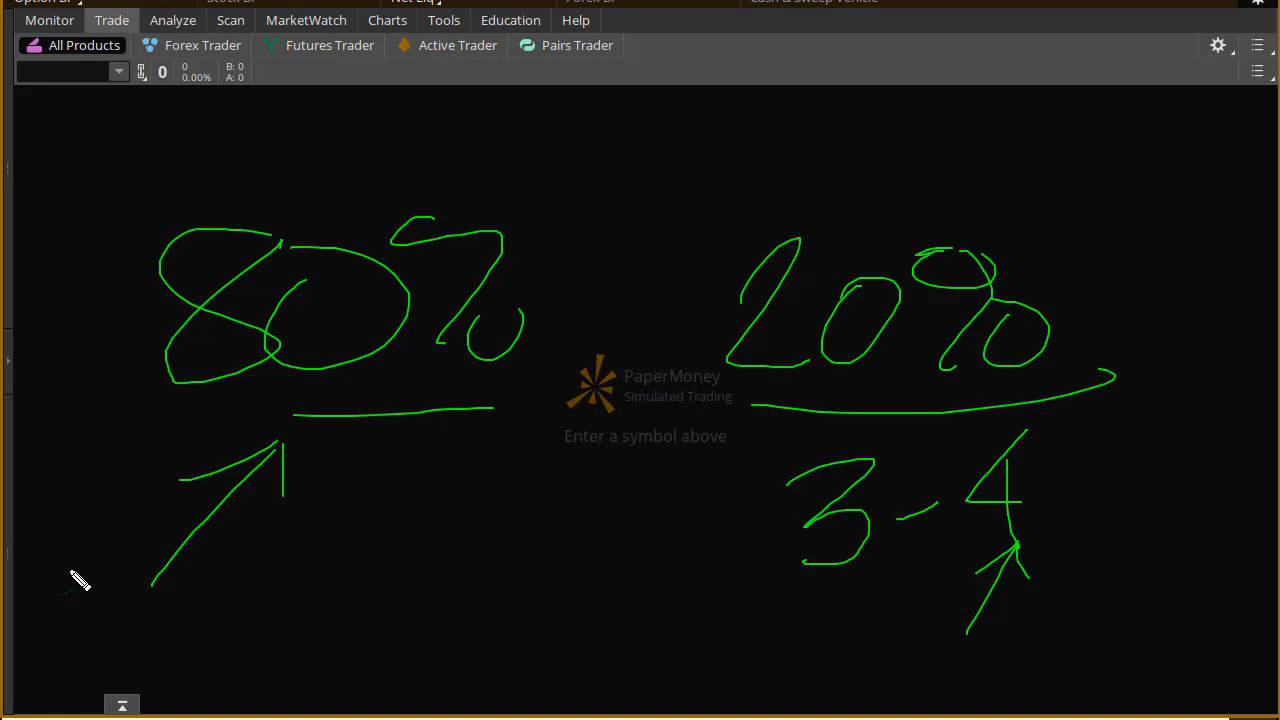 Monitor Trade Analyze Scan MarketWatch Charts Tools Education Help
All Products Forex Trader Futures Trader Active Trader Pairs Trader
0 0 B: 0
0.00% A: 0
80% 20%
PaperMoney
Simulated Trading
Enter a symbol above
3-4